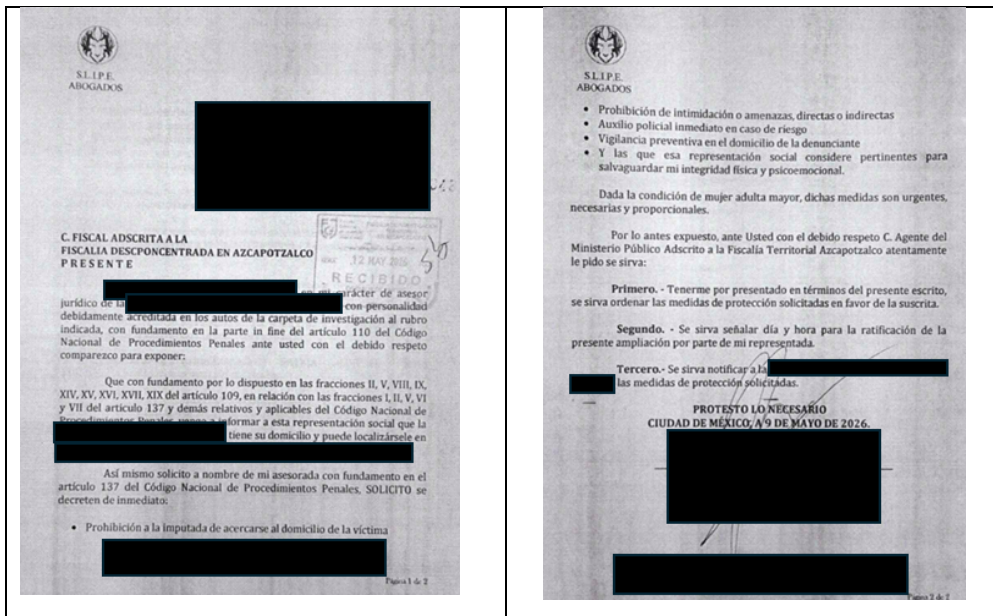 S.L.I.P.E.
ABOGADOS
C. FISCAL ADSCRITA A LA
FISCALIA DESCPONCENTRADA EN AZCAPOTZALCO
P R E S E N T E
12 MAY 2026
RECIBIDO
en mi carácter de asesor
jurídico de la con personalidad
debidamente acreditada en los autos de la carpeta de investigación al rubro
indicada, con fundamento en la parte in fine del artículo 110 del Código
Nacional de Procedimientos Penales ante usted con el debido respeto
comparezco para exponer:
Que con fundamento por lo dispuesto en las fracciones II, V, VIII, IX,
XIV, XV, XVI, XVII, XIX del artículo 109, en relación con las fracciones I, II, V, VI
y VII del artículo 137 y demás relativos y aplicables del Código Nacional de
Procedimientos Penales, vengo a informar a esta representación social que la
tiene su domicilio y puede localizársele en
Así mismo solicito a nombre de mi asesorada con fundamento en el
artículo 137 del Código Nacional de Procedimientos Penales, SOLICITO se
decreten de inmediato:
• Prohibición a la imputada de acercarse al domicilio de la víctima
Página 1 de 2
S.L.I.P.E.
ABOGADOS
• Prohibición de intimidación o amenazas, directas o indirectas
• Auxilio policial inmediato en caso de riesgo
• Vigilancia preventiva en el domicilio de la denunciante
• Y las que esa representación social considere pertinentes para
salvaguardar mi integridad física y psicoemocional.
Dada la condición de mujer adulta mayor, dichas medidas son urgentes,
necesarias y proporcionales.
Por lo antes expuesto, ante Usted con el debido respeto C. Agente del
Ministerio Público Adscrito a la Fiscalía Territorial Azcapotzalco atentamente
le pido se sirva:
Primero. - Tenerme por presentado en términos del presente escrito,
se sirva ordenar las medidas de protección solicitadas en favor de la suscrita.
Segundo. - Se sirva señalar día y hora para la ratificación de la
presente ampliación por parte de mi representada.
Tercero.- Se sirva notificar a la
las medidas de protección solicitadas.
PROTESTO LO NECESARIO
CIUDAD DE MÉXICO, A 9 DE MAYO DE 2026.
Página 2 de 2